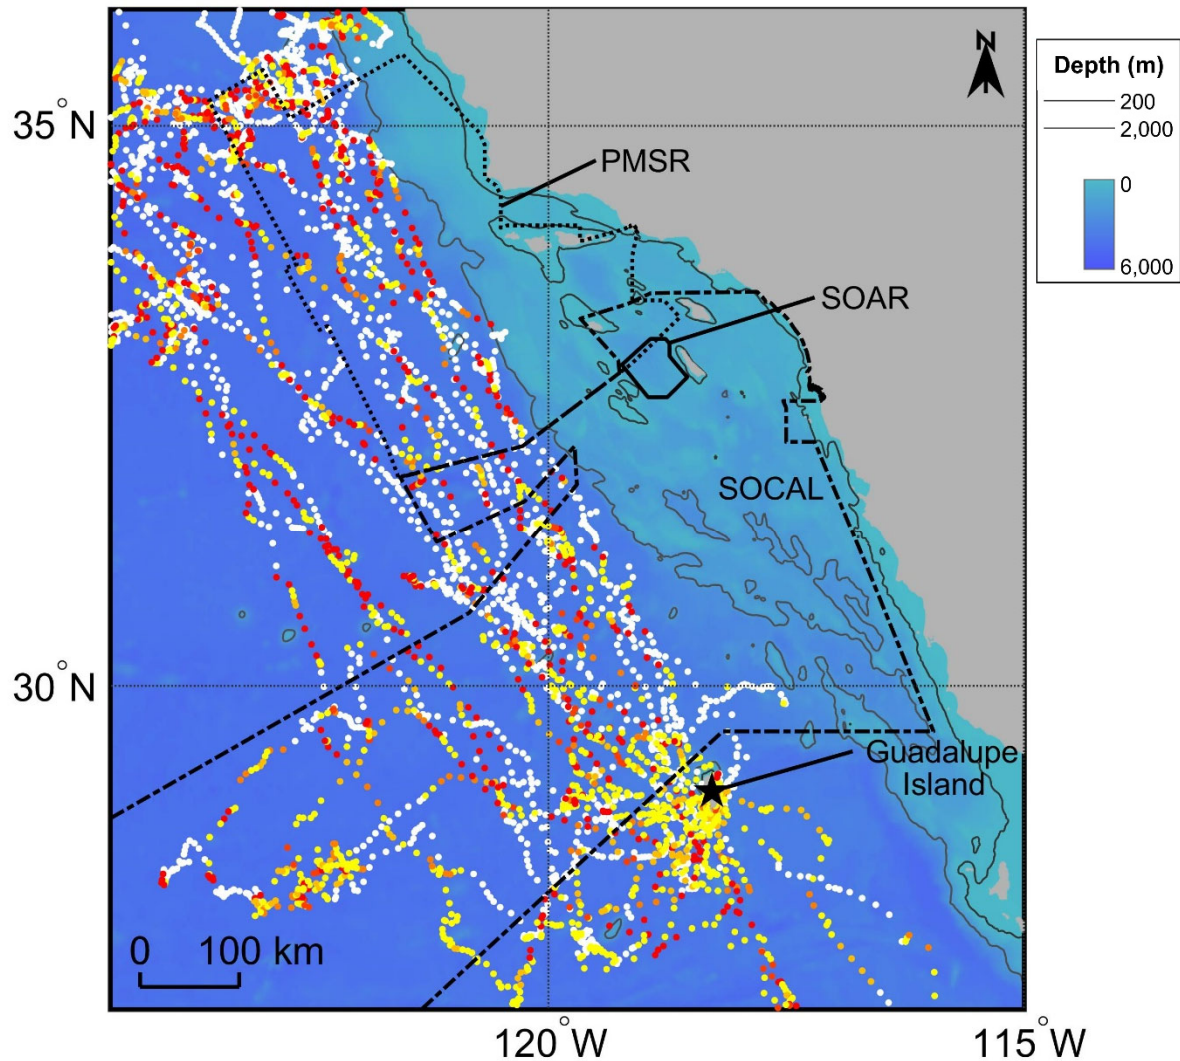 N
Depth (m)
200
2,000
0
6,000
35°N
PMSR
SOAR
SOCAL
30°N
Guadalupe
Island
0 100 km
120°W
115°W